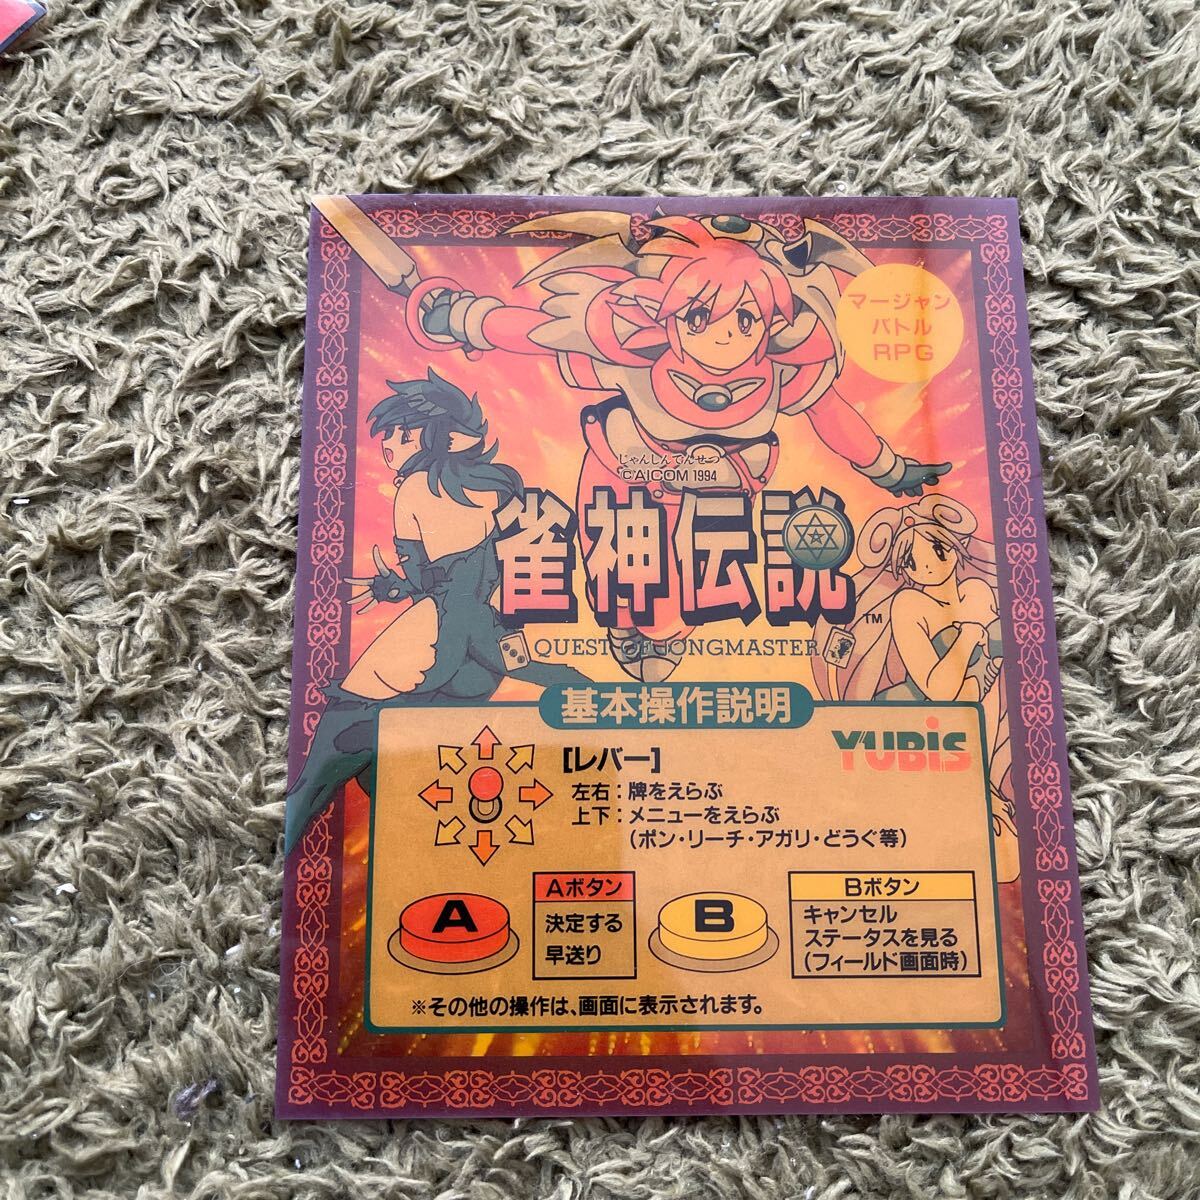 マージャン
バトル
RPG
じゃんしんでんせつ
©AICOM 1994
雀神伝説
TM
QUEST OF JONGMASTER
基本操作説明
YUBIS
[レバー]
左右：牌をえらぶ
上下：メニューをえらぶ
(ポン・リーチ・アガリ・どうぐ等)
A
Aボタン
決定する
早送り
B
Bボタン
キャンセル
ステータスを見る
(フィールド画面時)
※その他の操作は、画面に表示されます。